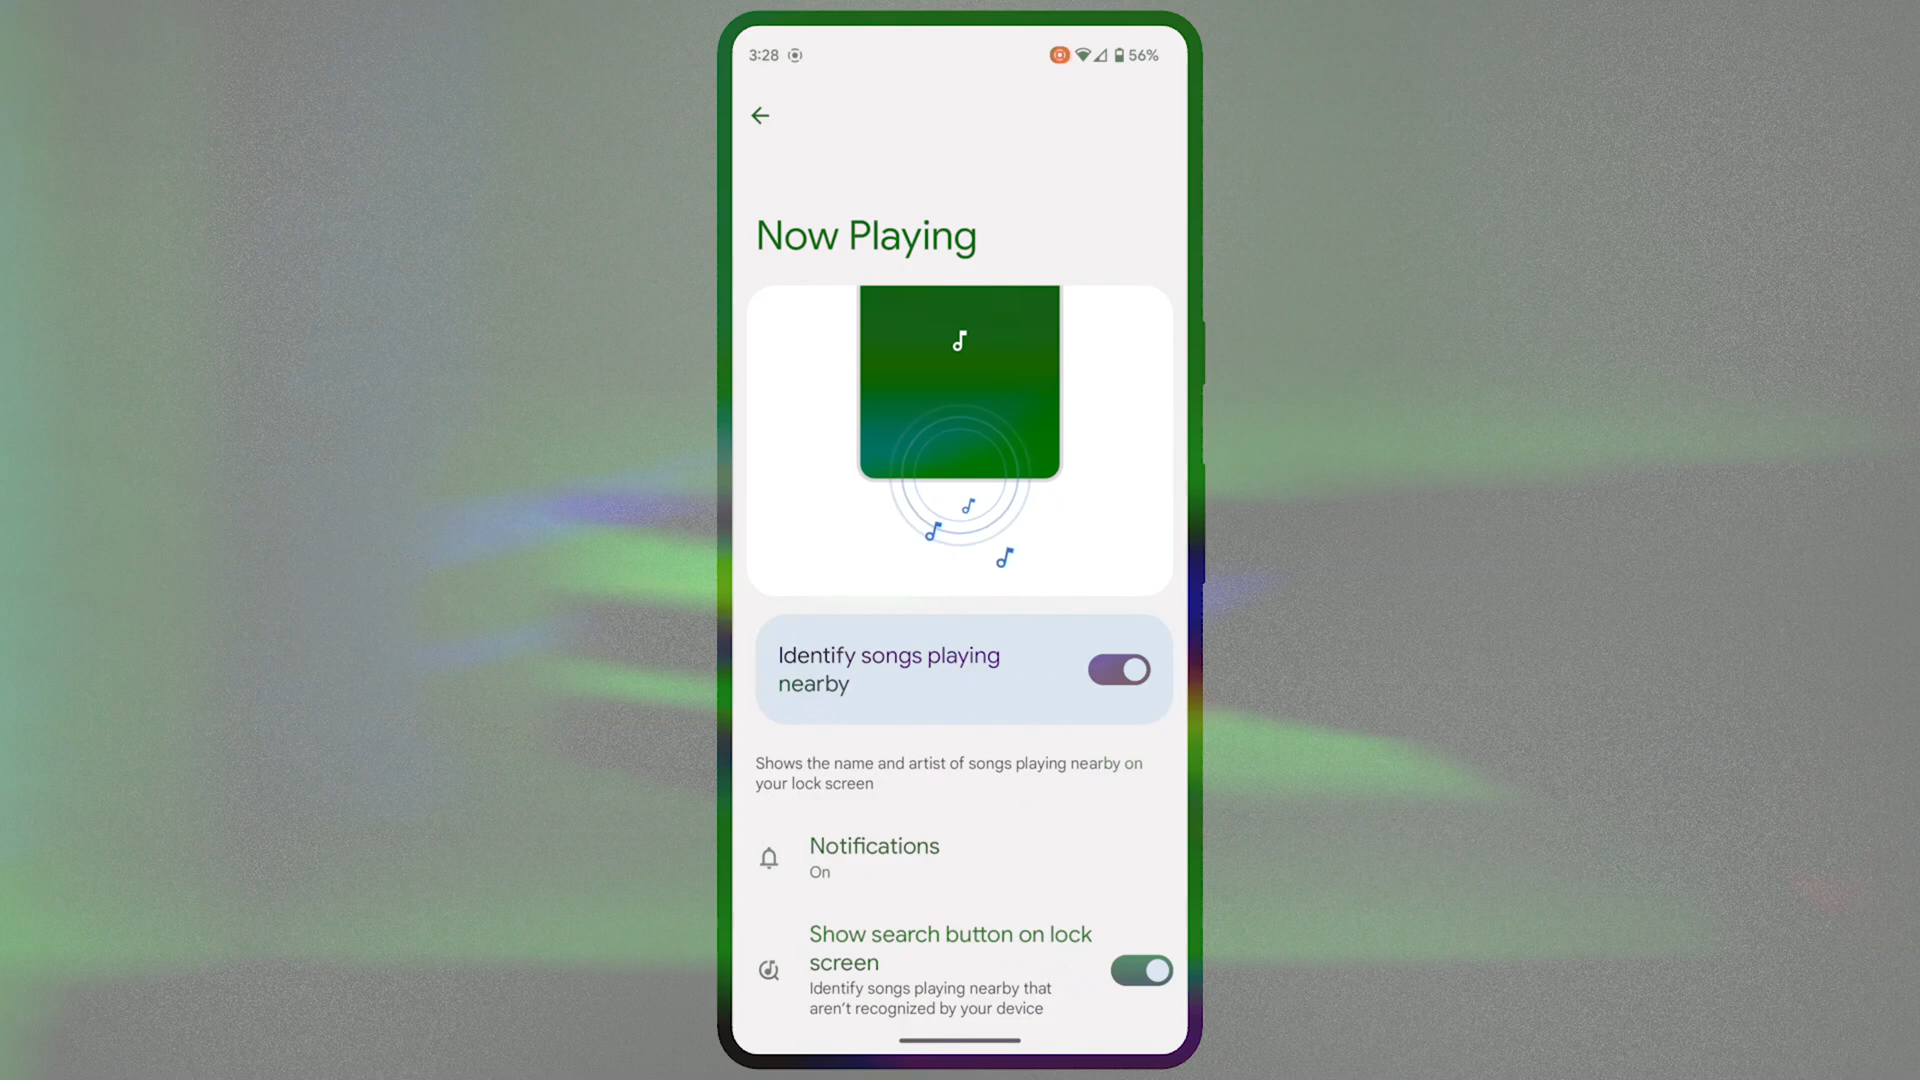 3:28
56%
Now Playing
Identify songs playing
nearby
Shows the name and artist of songs playing nearby on
your lock screen
Notifications
On
Show search button on lock
screen
Identify songs playing nearby that
aren't recognized by your device